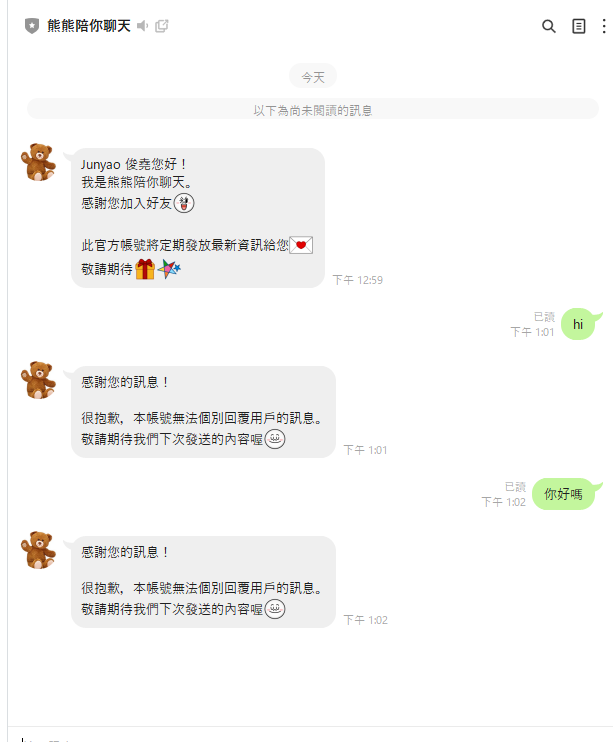 熊熊陪你聊天
今天
以下為尚未閱讀的訊息
Junyao 俊堯您好！
我是熊熊陪你聊天。
感謝您加入好友
此官方帳號將定期發放最新資訊給您
敬請期待
下午 12:59
已讀
下午 1:01
hi
感謝您的訊息！
很抱歉，本帳號無法個別回覆用戶的訊息。
敬請期待我們下次發送的內容喔
下午 1:01
已讀
下午 1:02
你好嗎
感謝您的訊息！
很抱歉，本帳號無法個別回覆用戶的訊息。
敬請期待我們下次發送的內容喔
下午 1:02